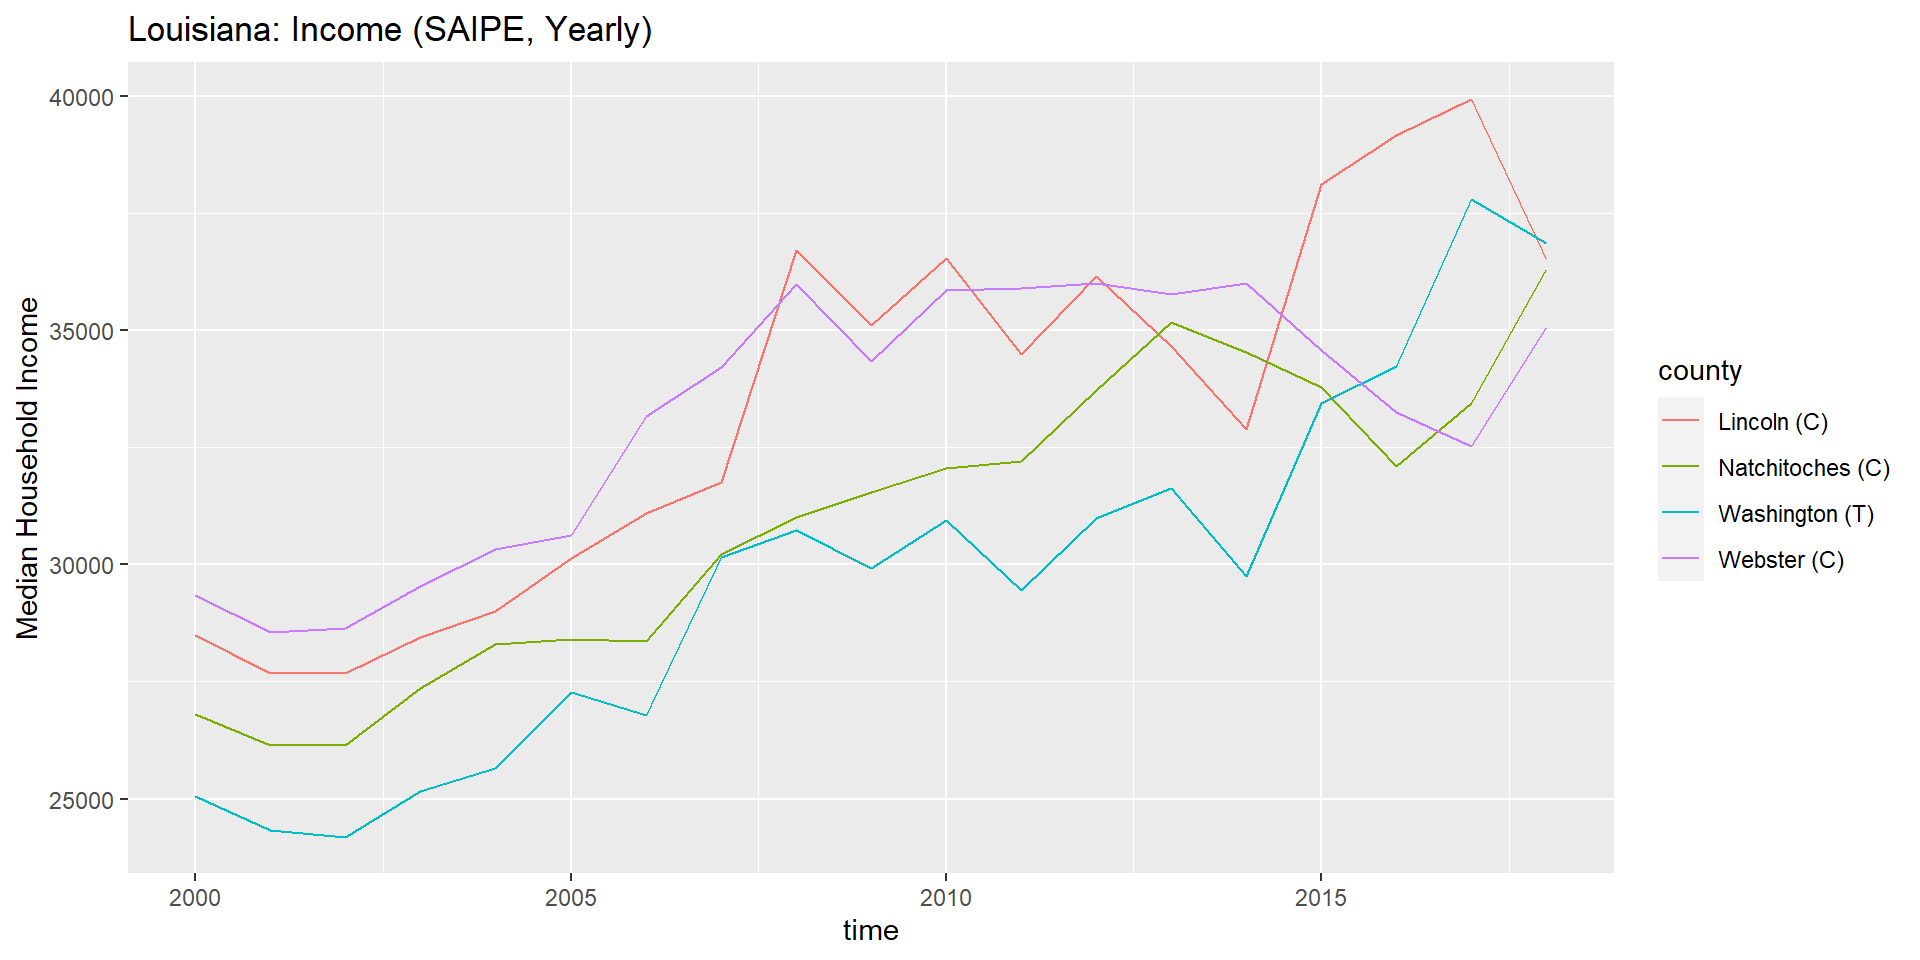 Louisiana: Income (SAIPE, Yearly)
Median Household Income
40000
35000
30000
25000
2000
2005
2010
2015
time
county
Lincoln (C)
Natchitoches (C)
Washington (T)
Webster (C)